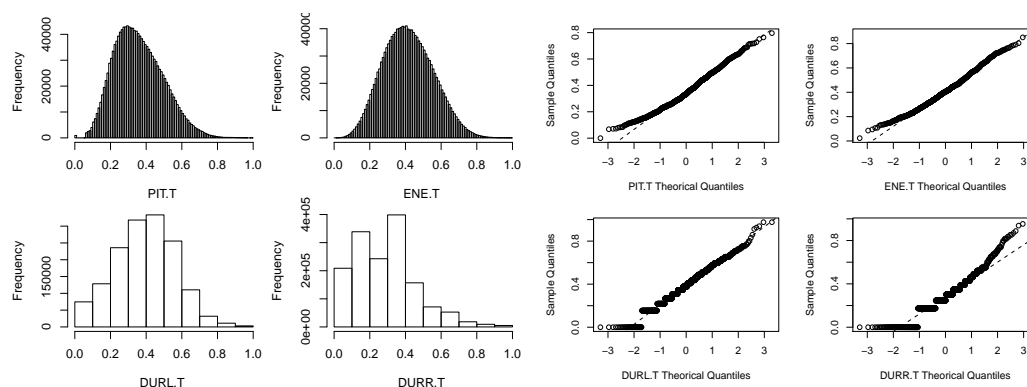 Frequency
0 20000 40000
0.0 0.2 0.4 0.6 0.8 1.0
PIT.T
Frequency
0 20000 40000
0.0 0.2 0.4 0.6 0.8 1.0
ENE.T
Sample Quantiles
0.0 0.2 0.4 0.6 0.8
−3 −2 −1 0 1 2 3
PIT.T Theorical Quantiles
Sample Quantiles
0.0 0.2 0.4 0.6 0.8
−3 −2 −1 0 1 2 3
ENE.T Theorical Quantiles
Frequency
0 150000
0.0 0.2 0.4 0.6 0.8 1.0
DURL.T
Frequency
0e+00 2e+05 4e+05
0.0 0.2 0.4 0.6 0.8 1.0
DURR.T
Sample Quantiles
0.0 0.4 0.8
−3 −2 −1 0 1 2 3
DURL.T Theorical Quantiles
Sample Quantiles
0.0 0.4 0.8
−3 −2 −1 0 1 2 3
DURR.T Theorical Quantiles